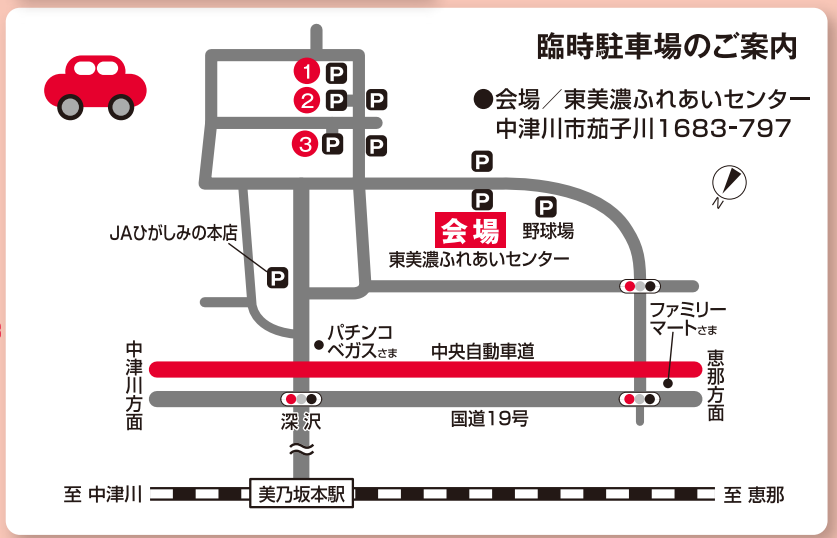 臨時駐車場のご案内
●会場／東美濃ふれあいセンター
中津川市茄子川1683-797
1 P
2 P P
3 P P
P
P
P
N
会場
野球場
東美濃ふれあいセンター
JAひがしみの本店
P
ファミリー
マートさま
パチンコ
ベガスさま
中央自動車道
中津川方面
恵那方面
深沢
国道19号
至 中津川
美乃坂本駅
至 恵那